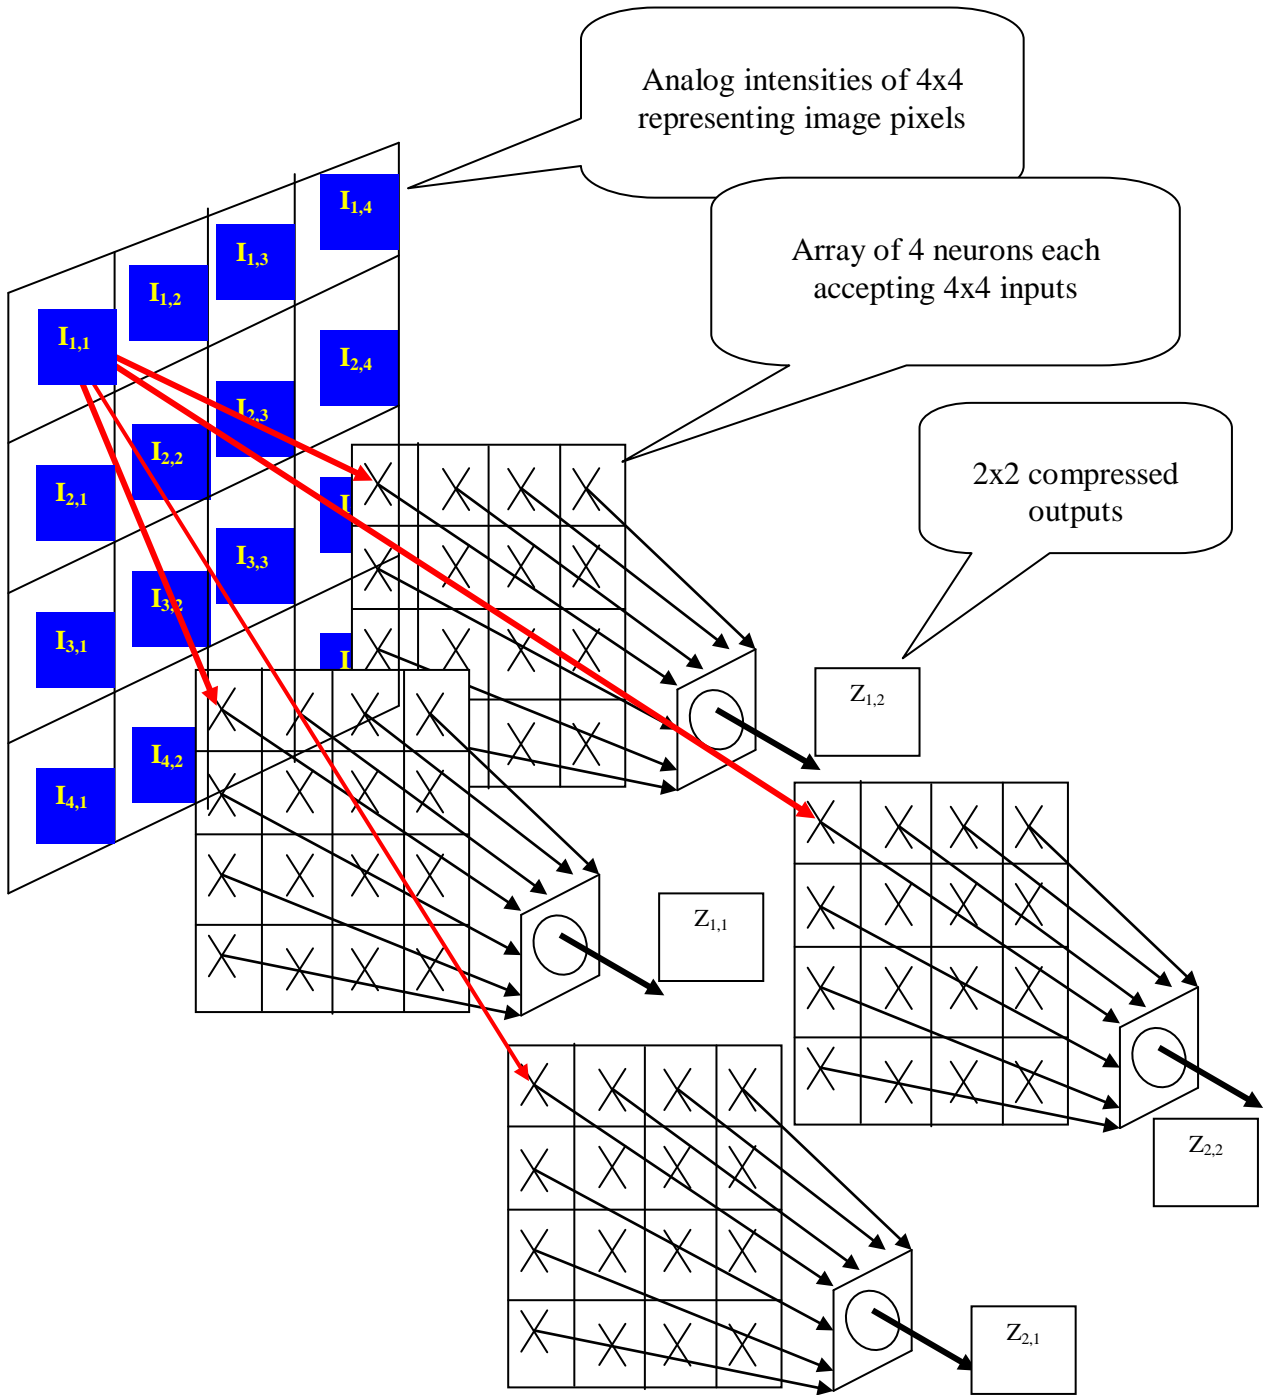 Analog intensities of 4x4
representing image pixels
Array of 4 neurons each
accepting 4x4 inputs
2x2 compressed
outputs
I1,1
I1,2
I1,3
I1,4
I2,1
I2,2
I2,3
I2,4
I3,1
I3,2
I3,3
I
I4,1
I4,2
I
Z1,2
Z1,1
Z2,2
Z2,1